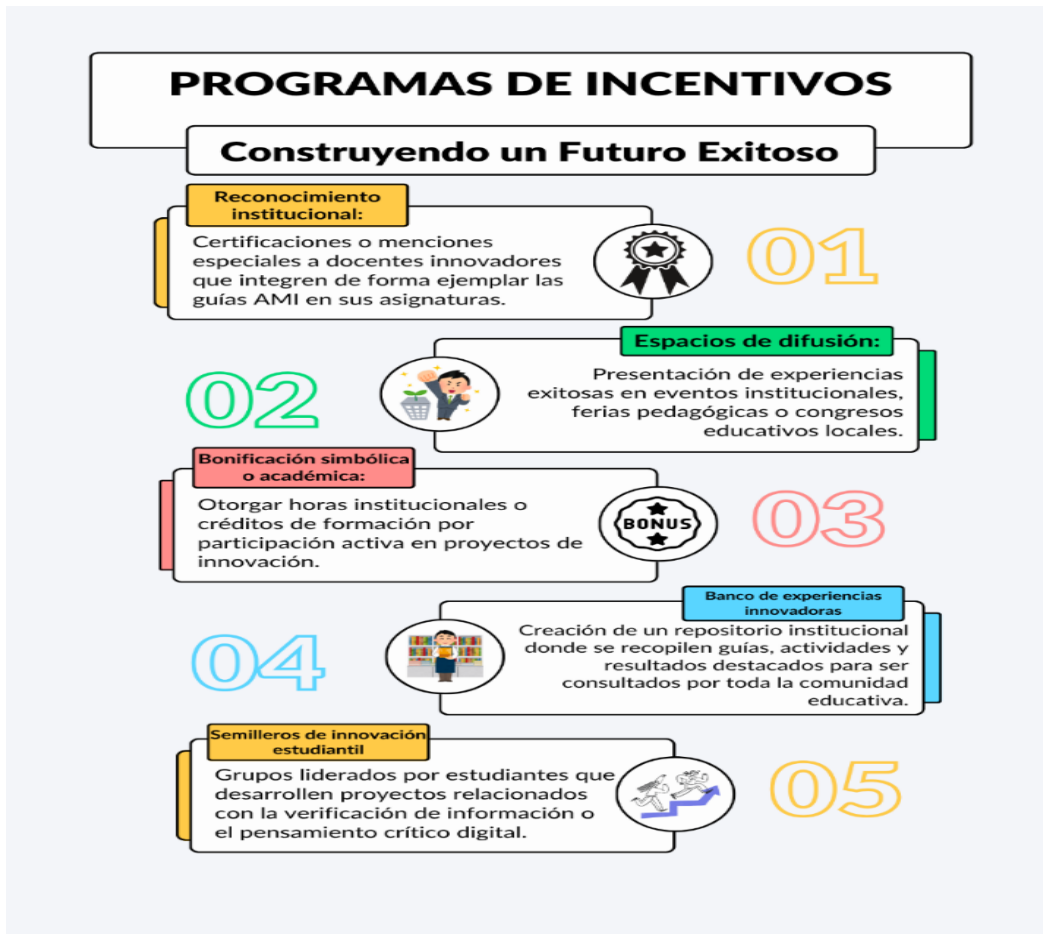 PROGRAMAS DE INCENTIVOS
Construyendo un Futuro Exitoso
Reconocimiento
institucional:
Certificaciones o menciones
especiales a docentes innovadores
que integren de forma ejemplar las
guías AMI en sus asignaturas.
01
Espacios de difusión:
Presentación de experiencias
exitosas en eventos institucionales,
ferias pedagógicas o congresos
educativos locales.
02
Bonificación simbólica
o académica:
Otorgar horas institucionales o
créditos de formación por
participación activa en proyectos de
innovación.
BONUS
03
Banco de experiencias
innovadoras
Creación de un repositorio institucional
donde se recopilen guías, actividades y
resultados destacados para ser
consultados por toda la comunidad
educativa.
04
Semilleros de innovación
estudiantil
Grupos liderados por estudiantes que
desarrollen proyectos relacionados
con la verificación de información o
el pensamiento crítico digital.
05